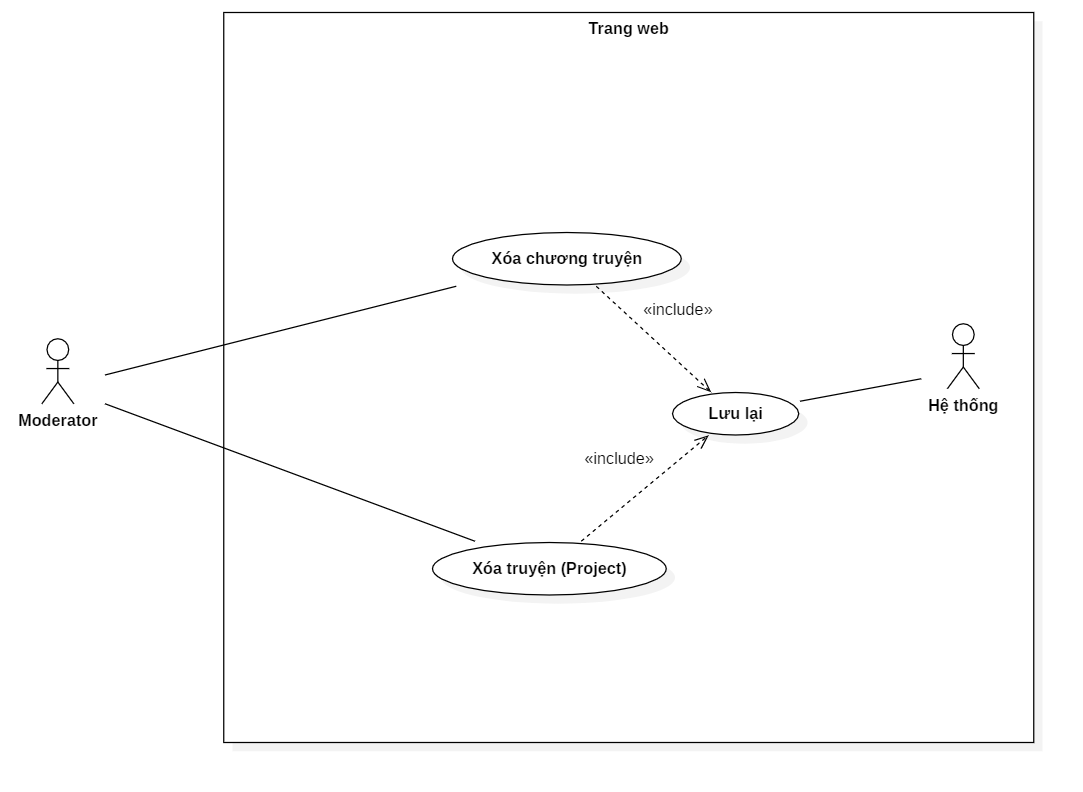 Trang web
Xóa chương truyện
«include»
Moderator
Lưu lại
Hệ thống
«include»
Xóa truyện (Project)